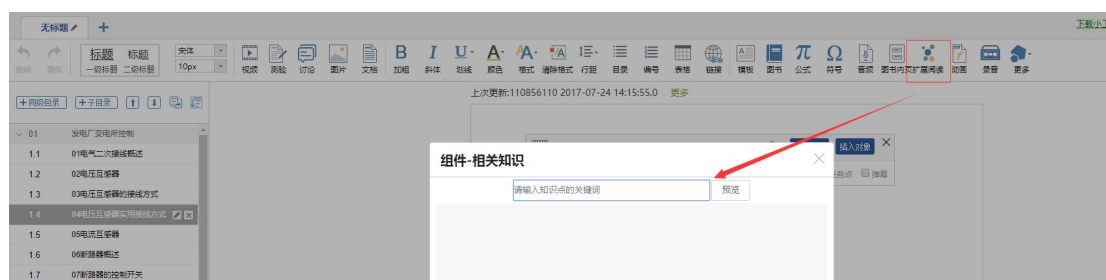 无标题
下载小工
标题 标题
一级标题 二级标题
宋体
10px
撤销 重做 视频 测验 讨论 图片 文档 加粗 斜体 划线 颜色 格式 清除格式 行距 目录 编号 表格 链接 模板 图书 公式 符号 音频 图书内页 扩展阅读 动画 录音 更多
上次更新:110856110 2017-07-24 14:15:55.0 更多
+同级目录 +子目录
01 发电厂变电所控制
1.1 01电气二次接线概述
1.2 02电压互感器
1.3 03电压互感器的接线方式
1.4 04电压互感器实用接线方式
1.5 05电流互感器
1.6 06断路器概述
1.7 07断路器的控制开关
插入对象
务点 弹幕
组件-相关知识
请输入知识点的关键词 预览